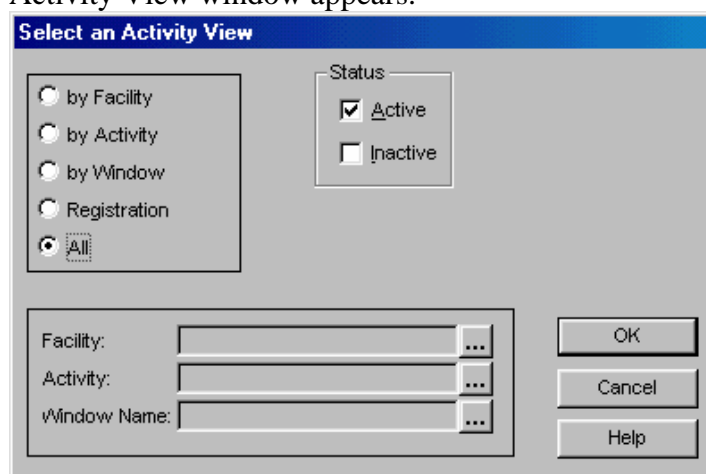 Activity View window appears.
Select an Activity View
by Facility
by Activity
by Window
Registration
All
Status
Active
Inactive
Facility:
...
Activity:
...
Window Name:
...
OK
Cancel
Help